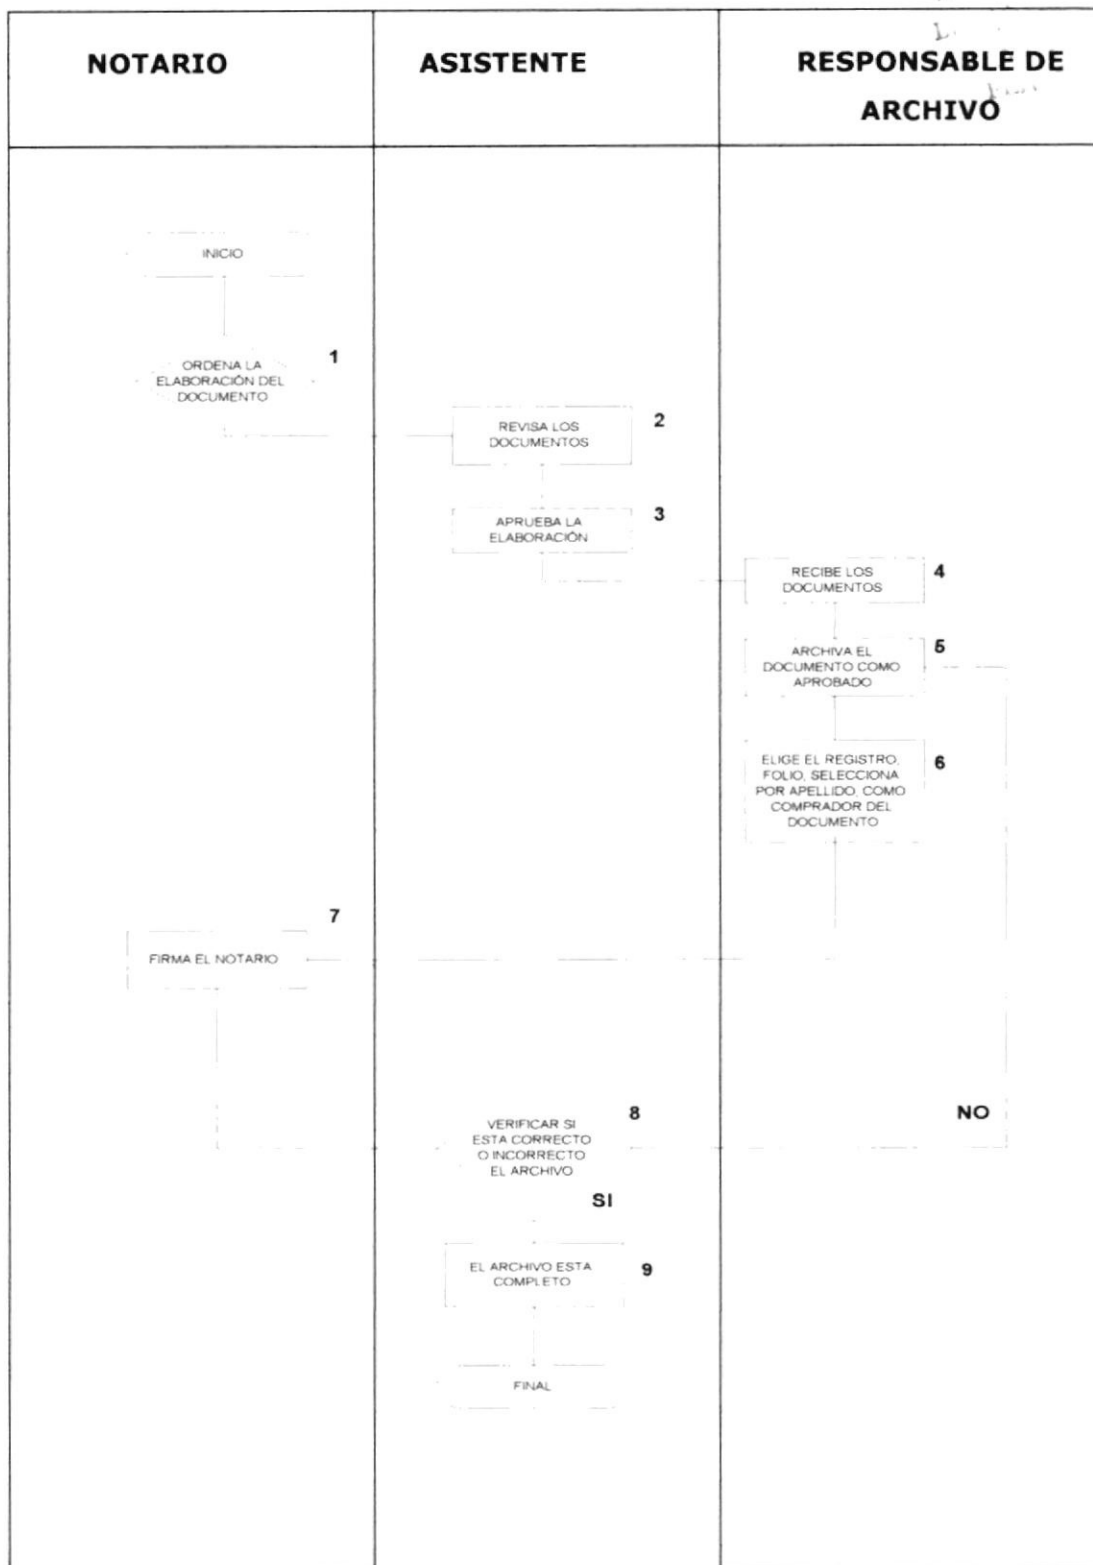 NOTARIO
ASISTENTE
RESPONSABLE DE
ARCHIVO
INICIO
1
ORDENA LA
ELABORACIÓN DEL
DOCUMENTO
2
REVISA LOS
DOCUMENTOS
3
APRUEBA LA
ELABORACIÓN
4
RECIBE LOS
DOCUMENTOS
5
ARCHIVA EL
DOCUMENTO COMO
APROBADO
6
ELIGE EL REGISTRO,
FOLIO, SELECCIONA
POR APELLIDO, COMO
COMPRADOR DEL
DOCUMENTO
7
FIRMA EL NOTARIO
8
NO
VERIFICAR SI
ESTA CORRECTO
O INCORRECTO
EL ARCHIVO
SI
EL ARCHIVO ESTA
COMPLETO
9
FINAL